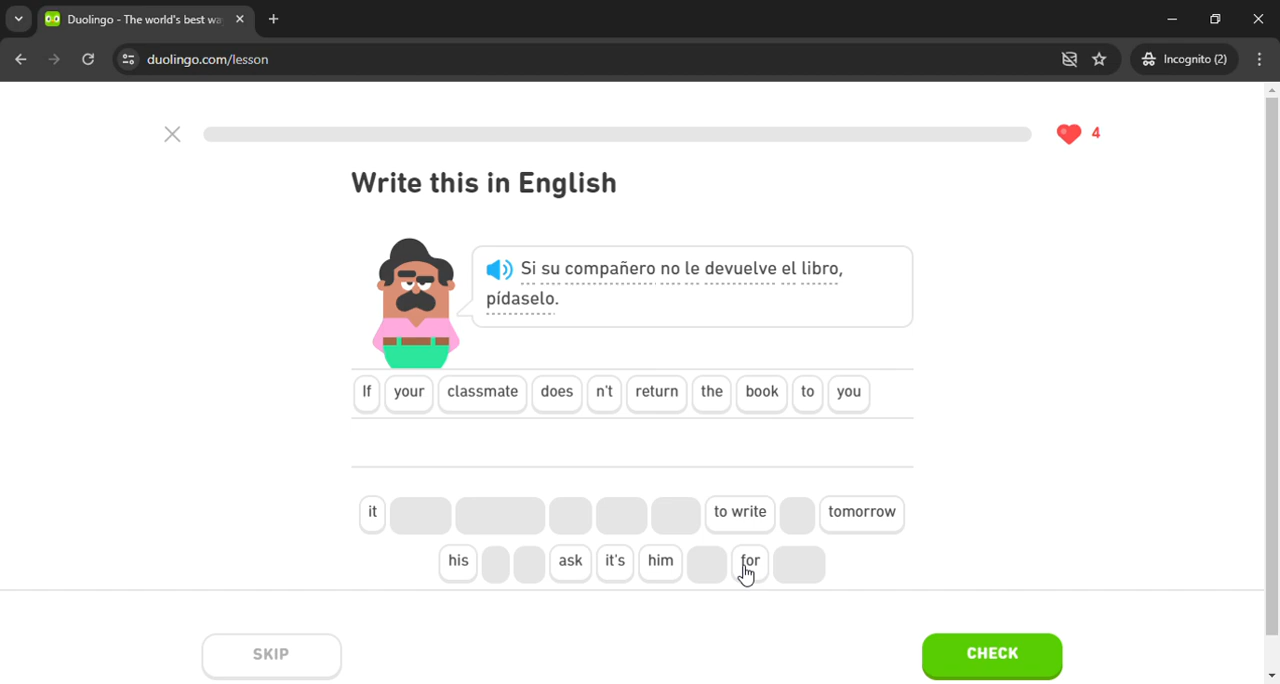 Duolingo - The world's best wa
duolingo.com/lesson
Incognito (2)
4
Write this in English
Si su compañero no le devuelve el libro,
pídaselo.
If your classmate does n't return the book to you
it to write tomorrow
his ask it's him for
SKIP CHECK